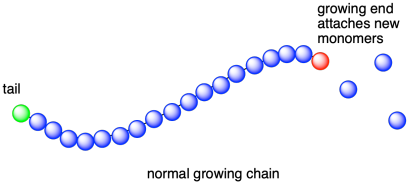 growing end
attaches new
monomers
tail
normal growing chain